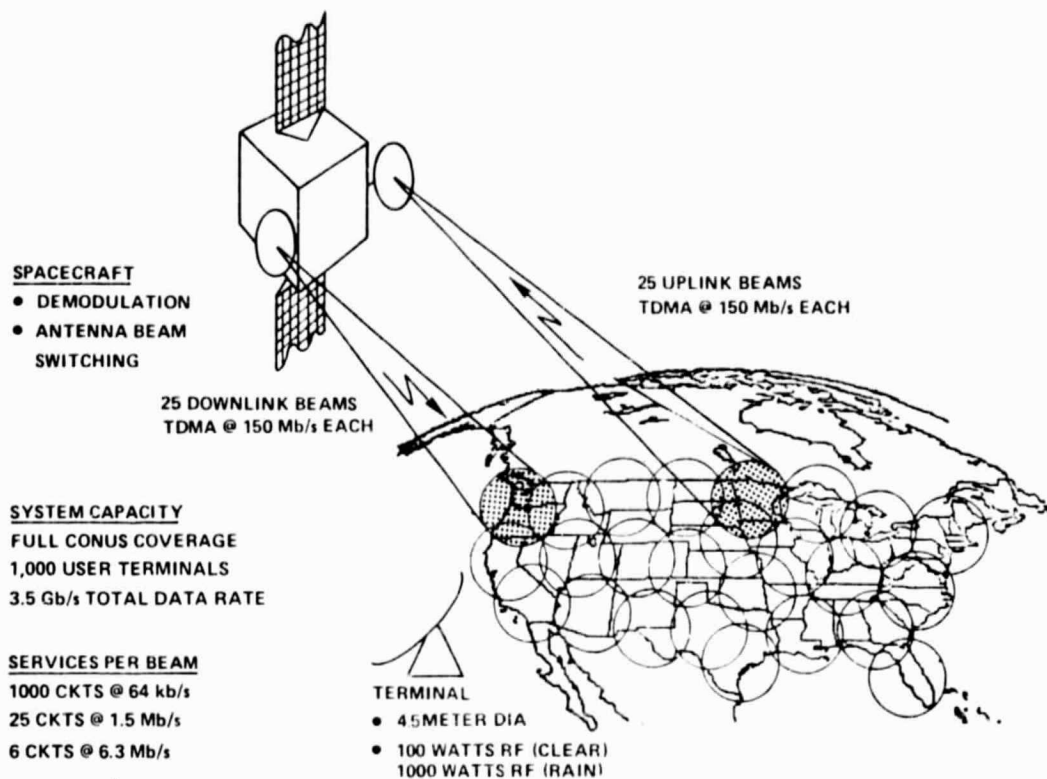 SPACECRAFT
• DEMODULATION
• ANTENNA BEAM
SWITCHING
25 UPLINK BEAMS
TDMA @ 150 Mb/s EACH
25 DOWNLINK BEAMS
TDMA @ 150 Mb/s EACH
SYSTEM CAPACITY
FULL CONUS COVERAGE
1,000 USER TERMINALS
3.5 Gb/s TOTAL DATA RATE
SERVICES PER BEAM
1000 CKTS @ 64 kb/s
25 CKTS @ 1.5 Mb/s
6 CKTS @ 6.3 Mb/s
TERMINAL
• 45METER DIA
• 100 WATTS RF (CLEAR)
1000 WATTS RF (RAIN)